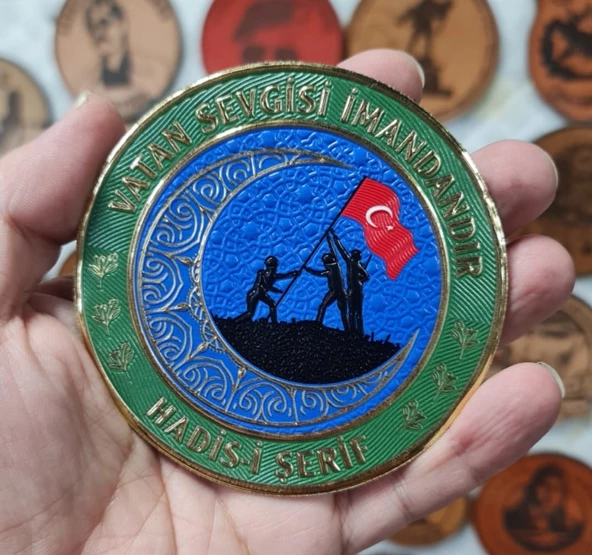 VATAN SEVGİSİ İMANDANDIR
HADİS-İ ŞERİF